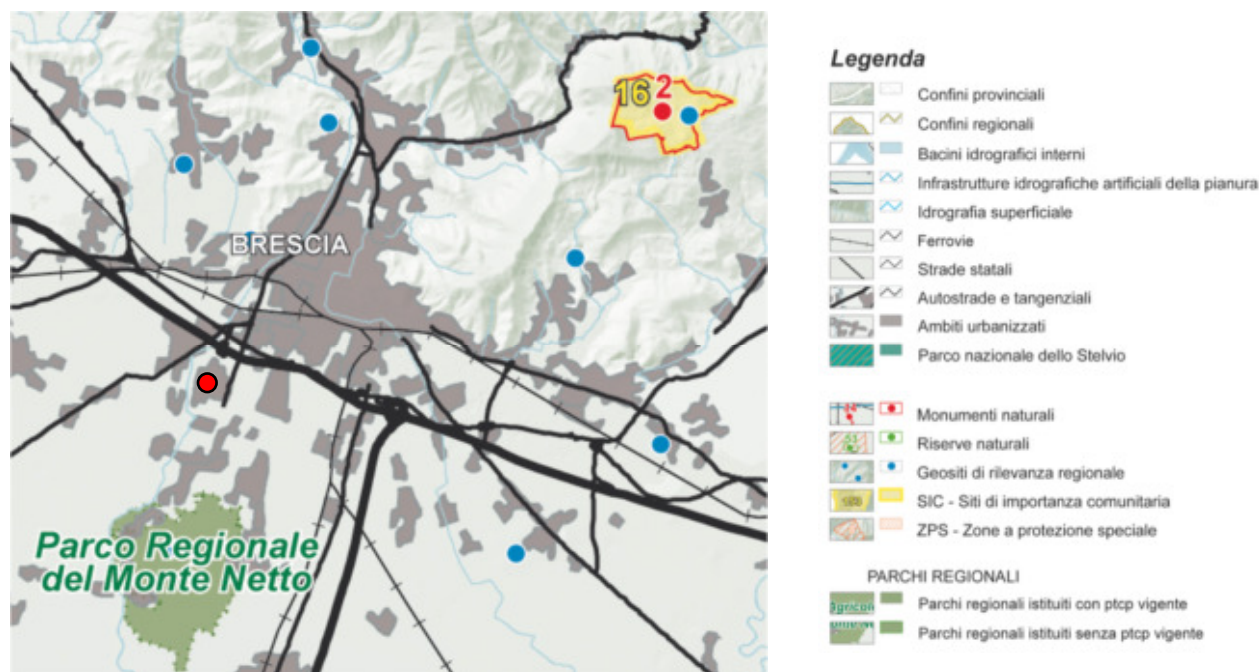 16
2
BRESCIA
Parco Regionale
del Monte Netto
Legenda
Confini provinciali
Confini regionali
Bacini idrografici interni
Infrastrutture idrografiche artificiali della pianura
Idrografia superficiale
Ferrovie
Strade statali
Autostrade e tangenziali
Ambiti urbanizzati
Parco nazionale dello Stelvio
Monumenti naturali
Riserve naturali
Geositi di rilevanza regionale
SIC - Siti di importanza comunitaria
ZPS - Zone a protezione speciale
PARCHI REGIONALI
Parchi regionali istituiti con ptcp vigente
Parchi regionali istituiti senza ptcp vigente